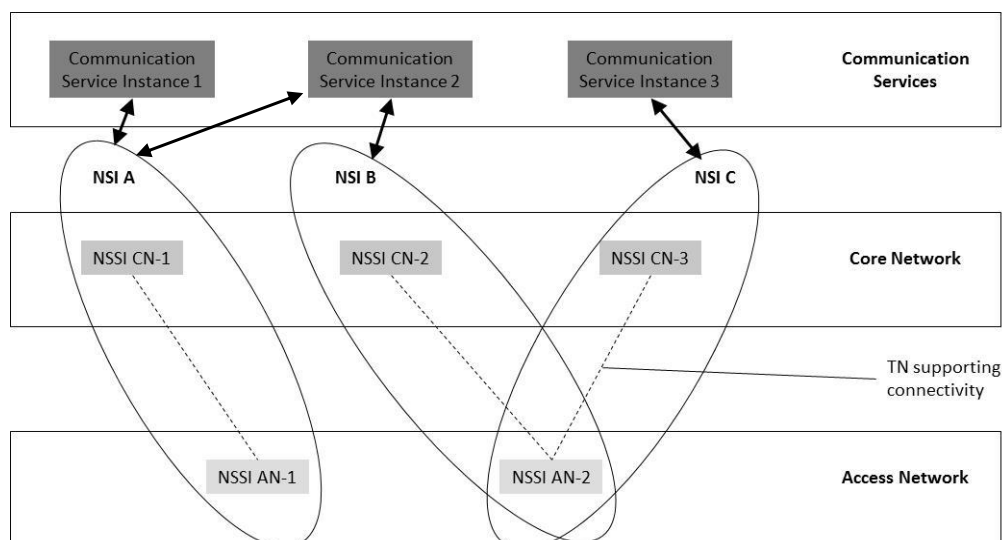 Communication
Service Instance 1
Communication
Service Instance 2
Communication
Service Instance 3
Communication
Services
NSI A
NSI B
NSI C
NSSI CN-1
NSSI CN-2
NSSI CN-3
Core Network
TN supporting
connectivity
NSSI AN-1
NSSI AN-2
Access Network